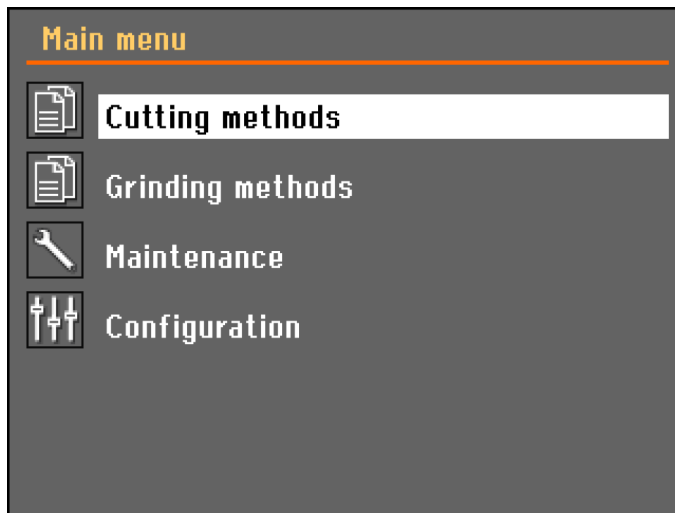 Main menu
Cutting methods
Grinding methods
Maintenance
Configuration